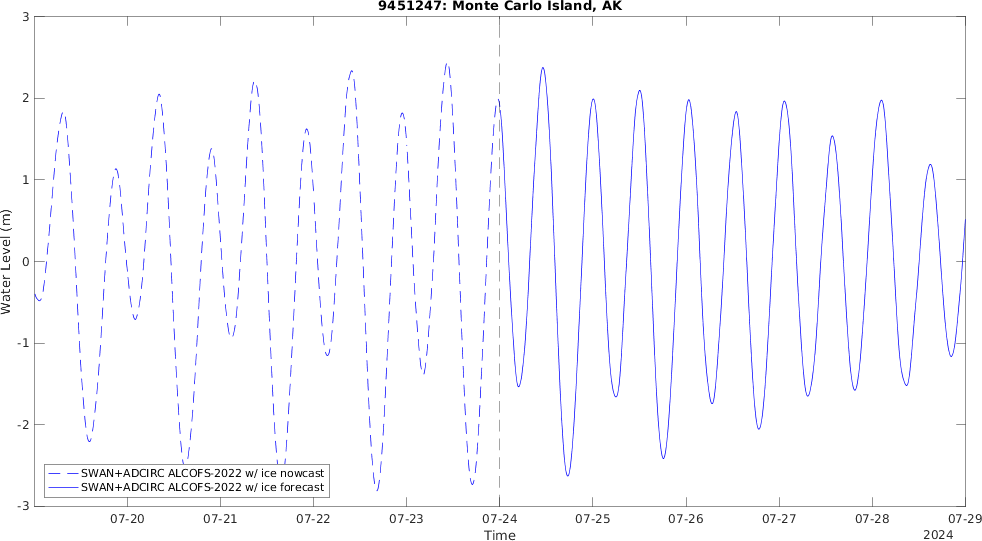 9451247: Monte Carlo Island, AK
3
2
1
0
-1
-2
-3
Water Level (m)
SWAN+ADCIRC ALCOFS-2022 w/ ice nowcast
SWAN+ADCIRC ALCOFS-2022 w/ ice forecast
07-20 07-21 07-22 07-23 07-24 07-25 07-26 07-27 07-28 07-29
Time
2024